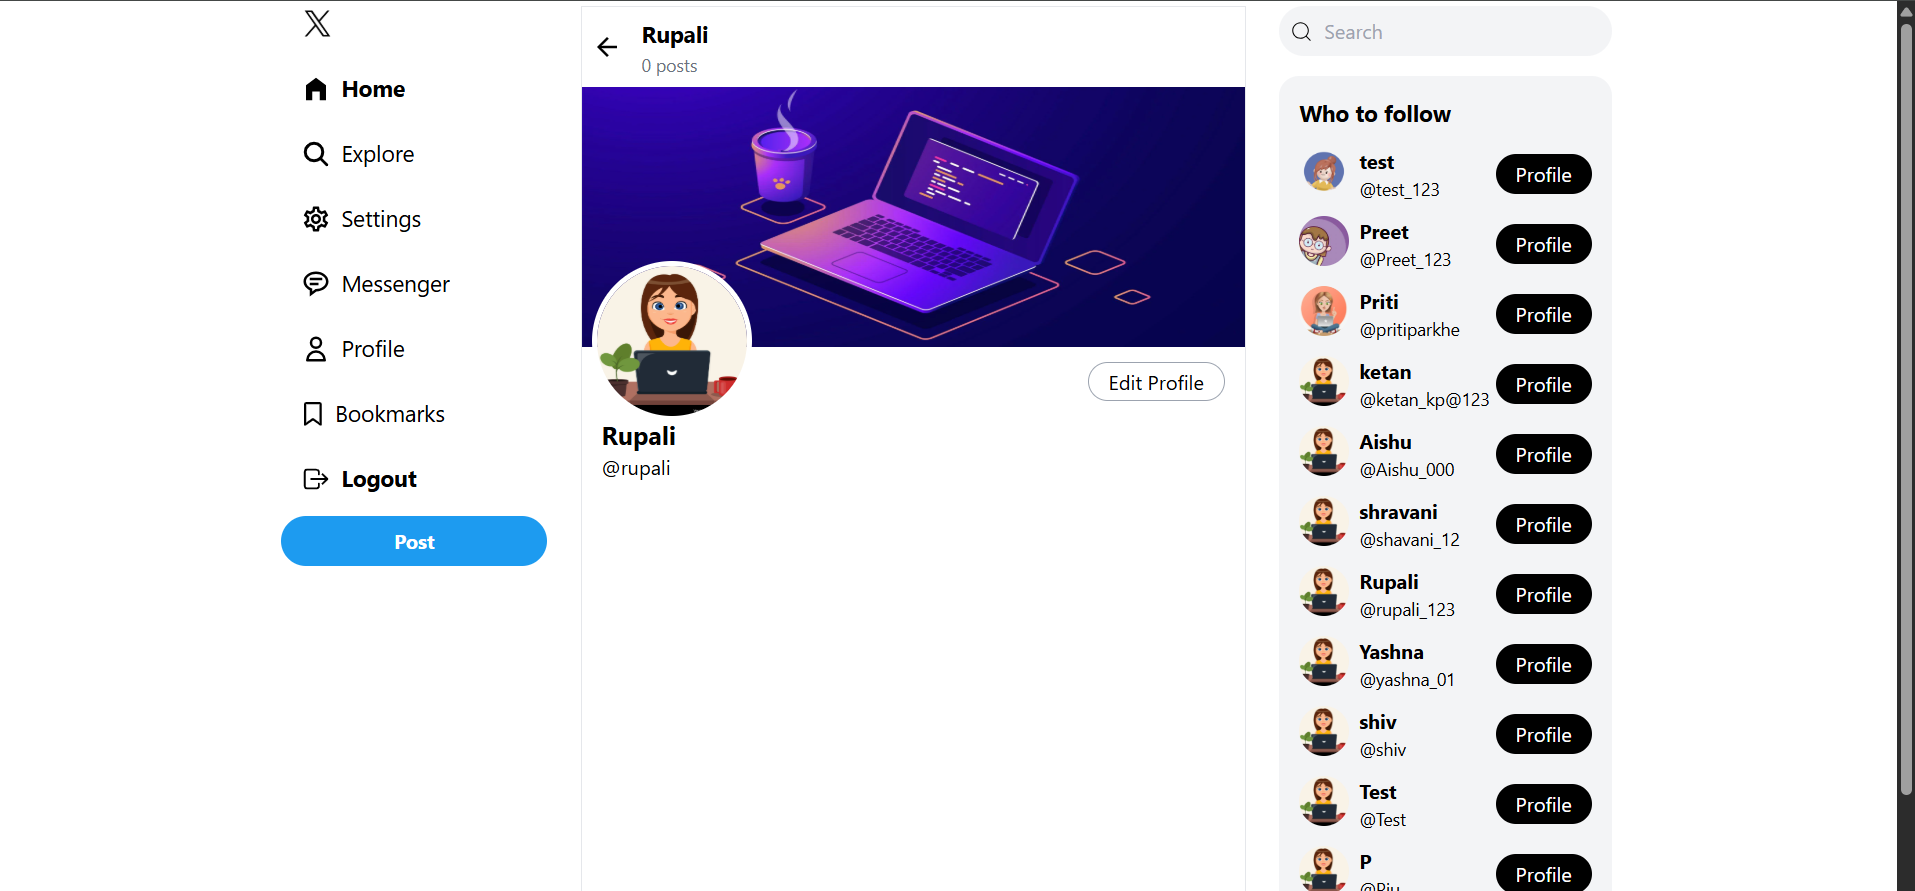 Home
Explore
Settings
Messenger
Profile
Bookmarks
Logout
Post
Rupali
0 posts
Edit Profile
Rupali
@rupali
Search
Who to follow
test
@test_123
Profile
Preet
@Preet_123
Profile
Priti
@pritiparkhe
Profile
ketan
@ketan_kp@123
Profile
Aishu
@Aishu_000
Profile
shravani
@shavani_12
Profile
Rupali
@rupali_123
Profile
Yashna
@yashna_01
Profile
shiv
@shiv
Profile
Test
@Test
Profile
P
Profile